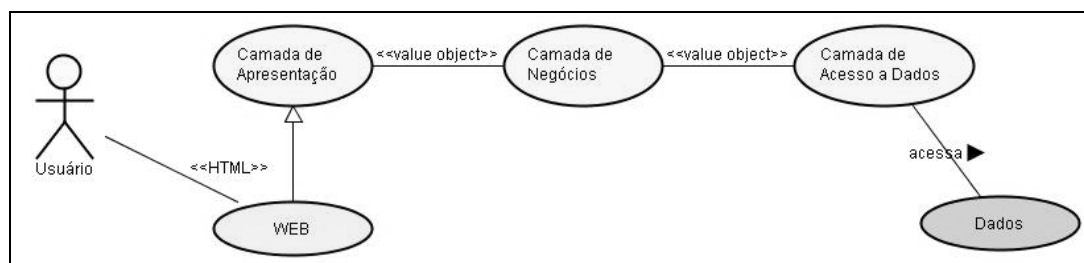 Camada de
Apresentação
<<value object>>
Camada de
Negócios
<<value object>>
Camada de
Acesso a Dados
Usuário
<<HTML>>
WEB
acessa
Dados